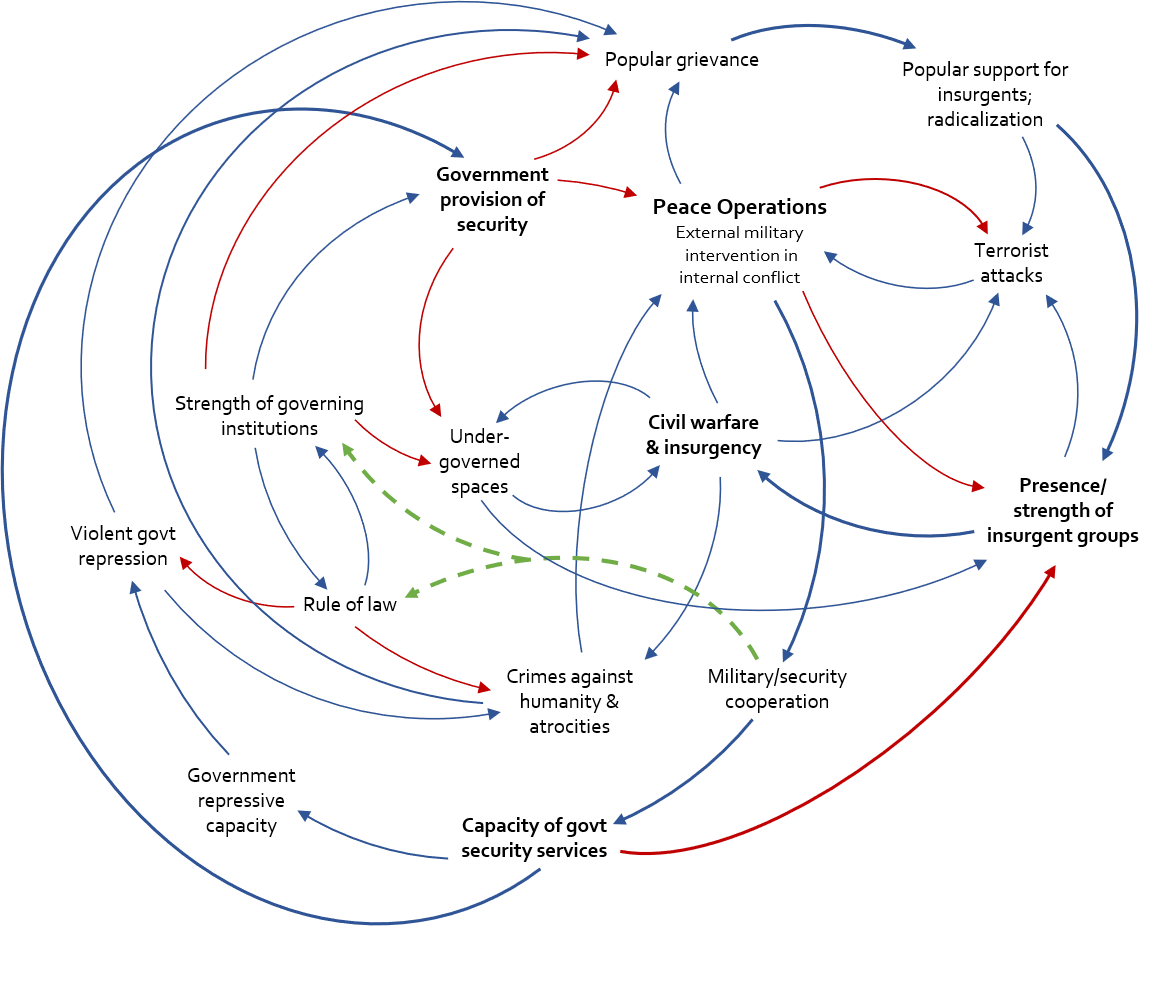 Popular grievance
Popular support for
insurgents;
radicalization
Government
provision of
security
Peace Operations
External military
intervention in
internal conflict
Terrorist
attacks
Strength of governing
institutions
Under-
governed
spaces
Civil warfare
& insurgency
Presence/
strength of
insurgent groups
Violent govt
repression
Rule of law
Crimes against
humanity &
atrocities
Military/security
cooperation
Government
repressive
capacity
Capacity of govt
security services